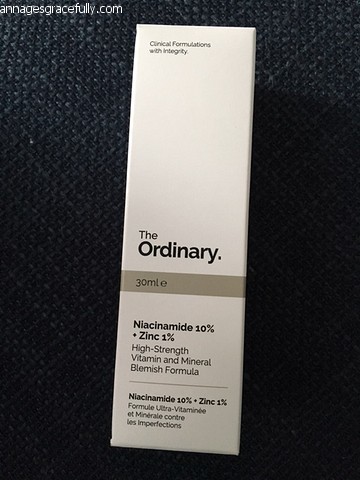 annagesgracefully.com
Clinical Formulations
with Integrity.
The
Ordinary.
30ml e
Niacinamide 10%
+ Zinc 1%
High-Strength
Vitamin and Mineral
Blemish Formula
Niacinamide 10% + Zinc 1%
Formule Ultra-Vitaminée
et Minérale contre
les Imperfections